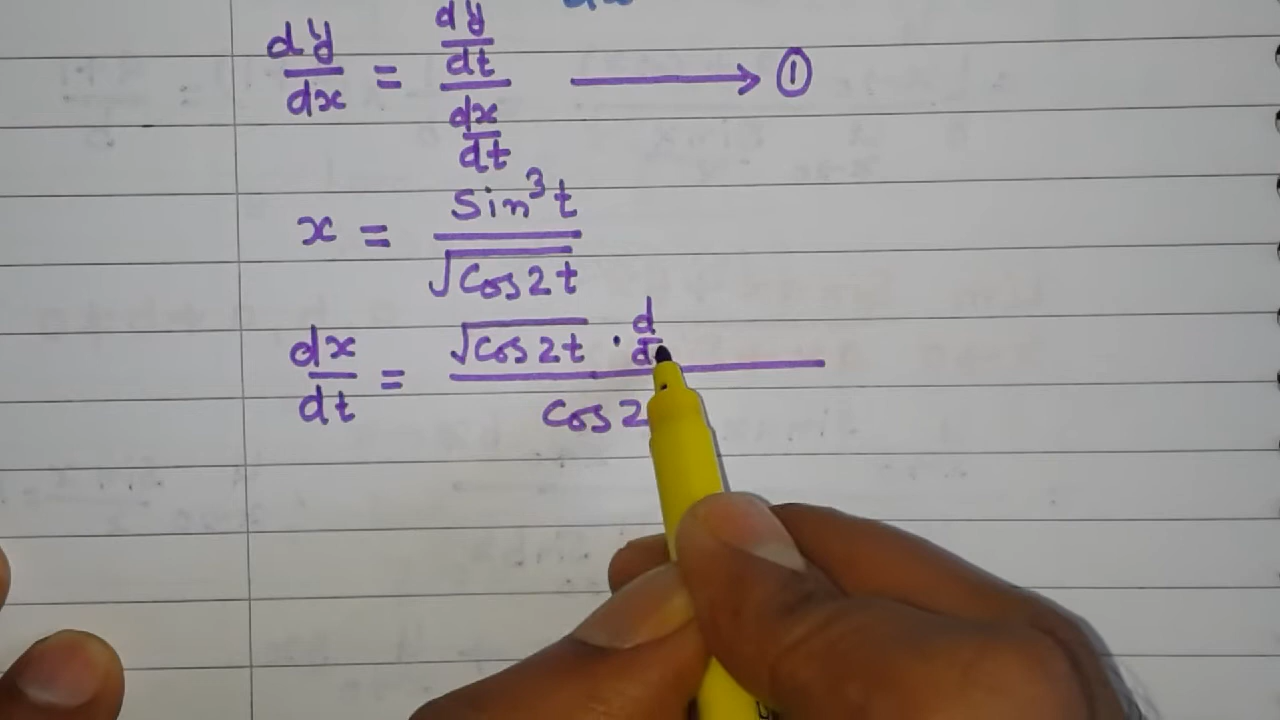 dy/dx = (dy/dt)/(dx/dt) ⟶ ①
x = Sin³t/√Cos2t
dx/dt = √Cos2t · d/d
Cos2